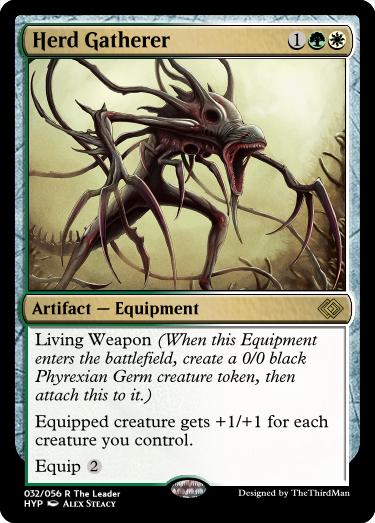 Herd Gatherer 1
Artifact — Equipment
Living Weapon (When this Equipment
enters the battlefield, create a 0/0 black
Phyrexian Germ creature token, then
attach this to it.)
Equipped creature gets +1/+1 for each
creature you control.
Equip 2
032/056 R The Leader
HYP Alex Steacy
Designed by TheThirdMan